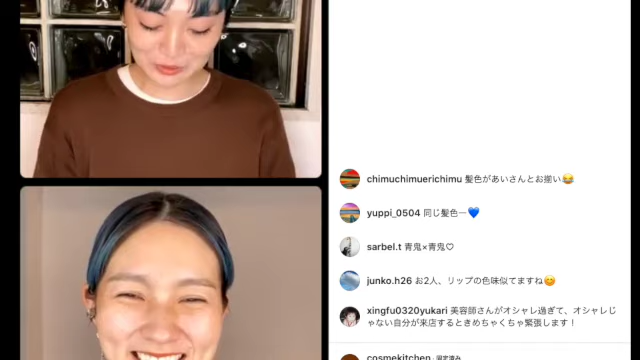 chimuchimuerichimu 髪色があいさんとお揃い😂
yuppi_0504 同じ髪色ー💙
sarbel.t 青鬼×青鬼♡
junko.h26 お2人、リップの色味似てますね😊
xingfu0320yukari 美容師さんがオシャレ過ぎて、オシャレじ
ゃない自分が来店するときめちゃくちゃ緊張します！
cosmekitchen · 固定済み